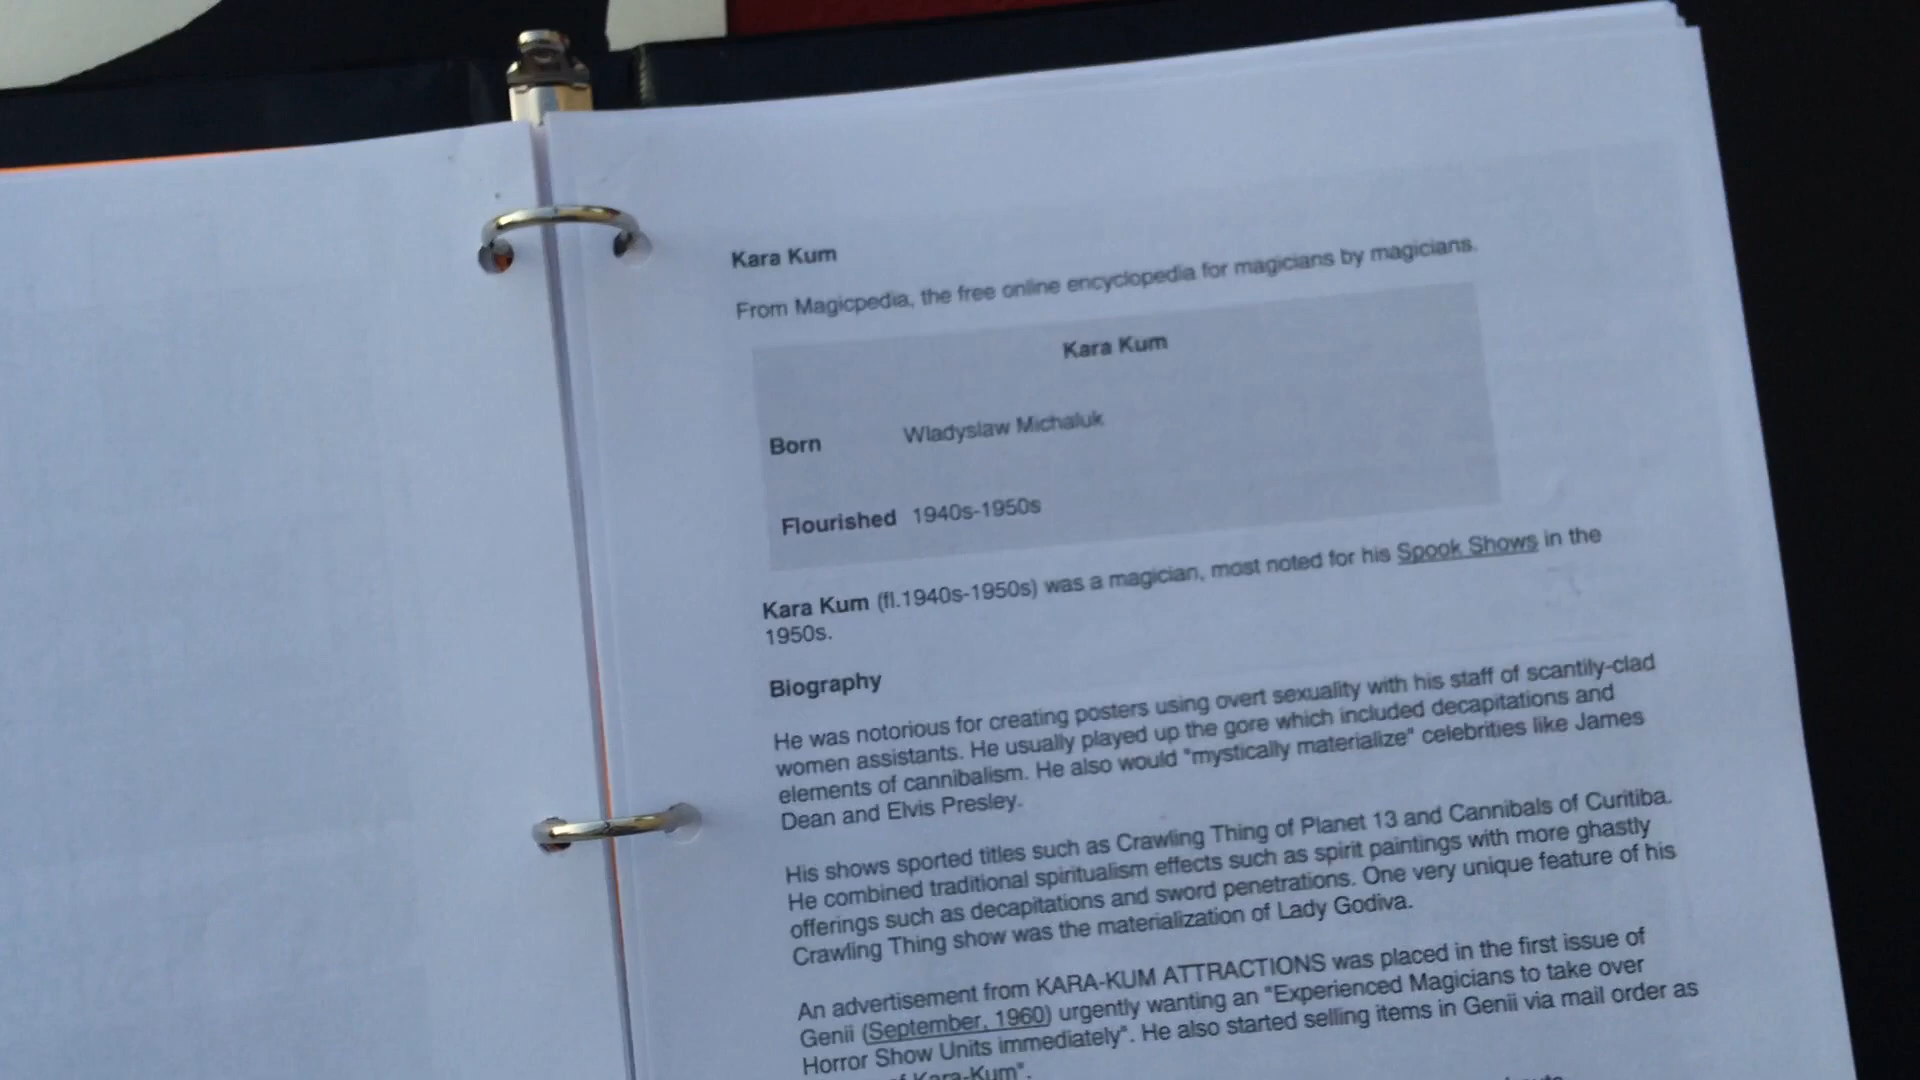 Kara Kum
From Magicpedia, the free online encyclopedia for magicians by magicians.
Kara Kum
Born Wladyslaw Michaluk
Flourished 1940s-1950s
Kara Kum (fl.1940s-1950s) was a magician, most noted for his Spook Shows in the
1950s.
Biography
He was notorious for creating posters using overt sexuality with his staff of scantily-clad
women assistants. He usually played up the gore which included decapitations and
elements of cannibalism. He also would "mystically materialize" celebrities like James
Dean and Elvis Presley.
His shows sported titles such as Crawling Thing of Planet 13 and Cannibals of Curitiba.
He combined traditional spiritualism effects such as spirit paintings with more ghastly
offerings such as decapitations and sword penetrations. One very unique feature of his
Crawling Thing show was the materialization of Lady Godiva.
An advertisement from KARA-KUM ATTRACTIONS was placed in the first issue of
Genii (September, 1960) urgently wanting an "Experienced Magicians to take over
Horror Show Units immediately". He also started selling items in Genii via mail order as
Kara-Kum".